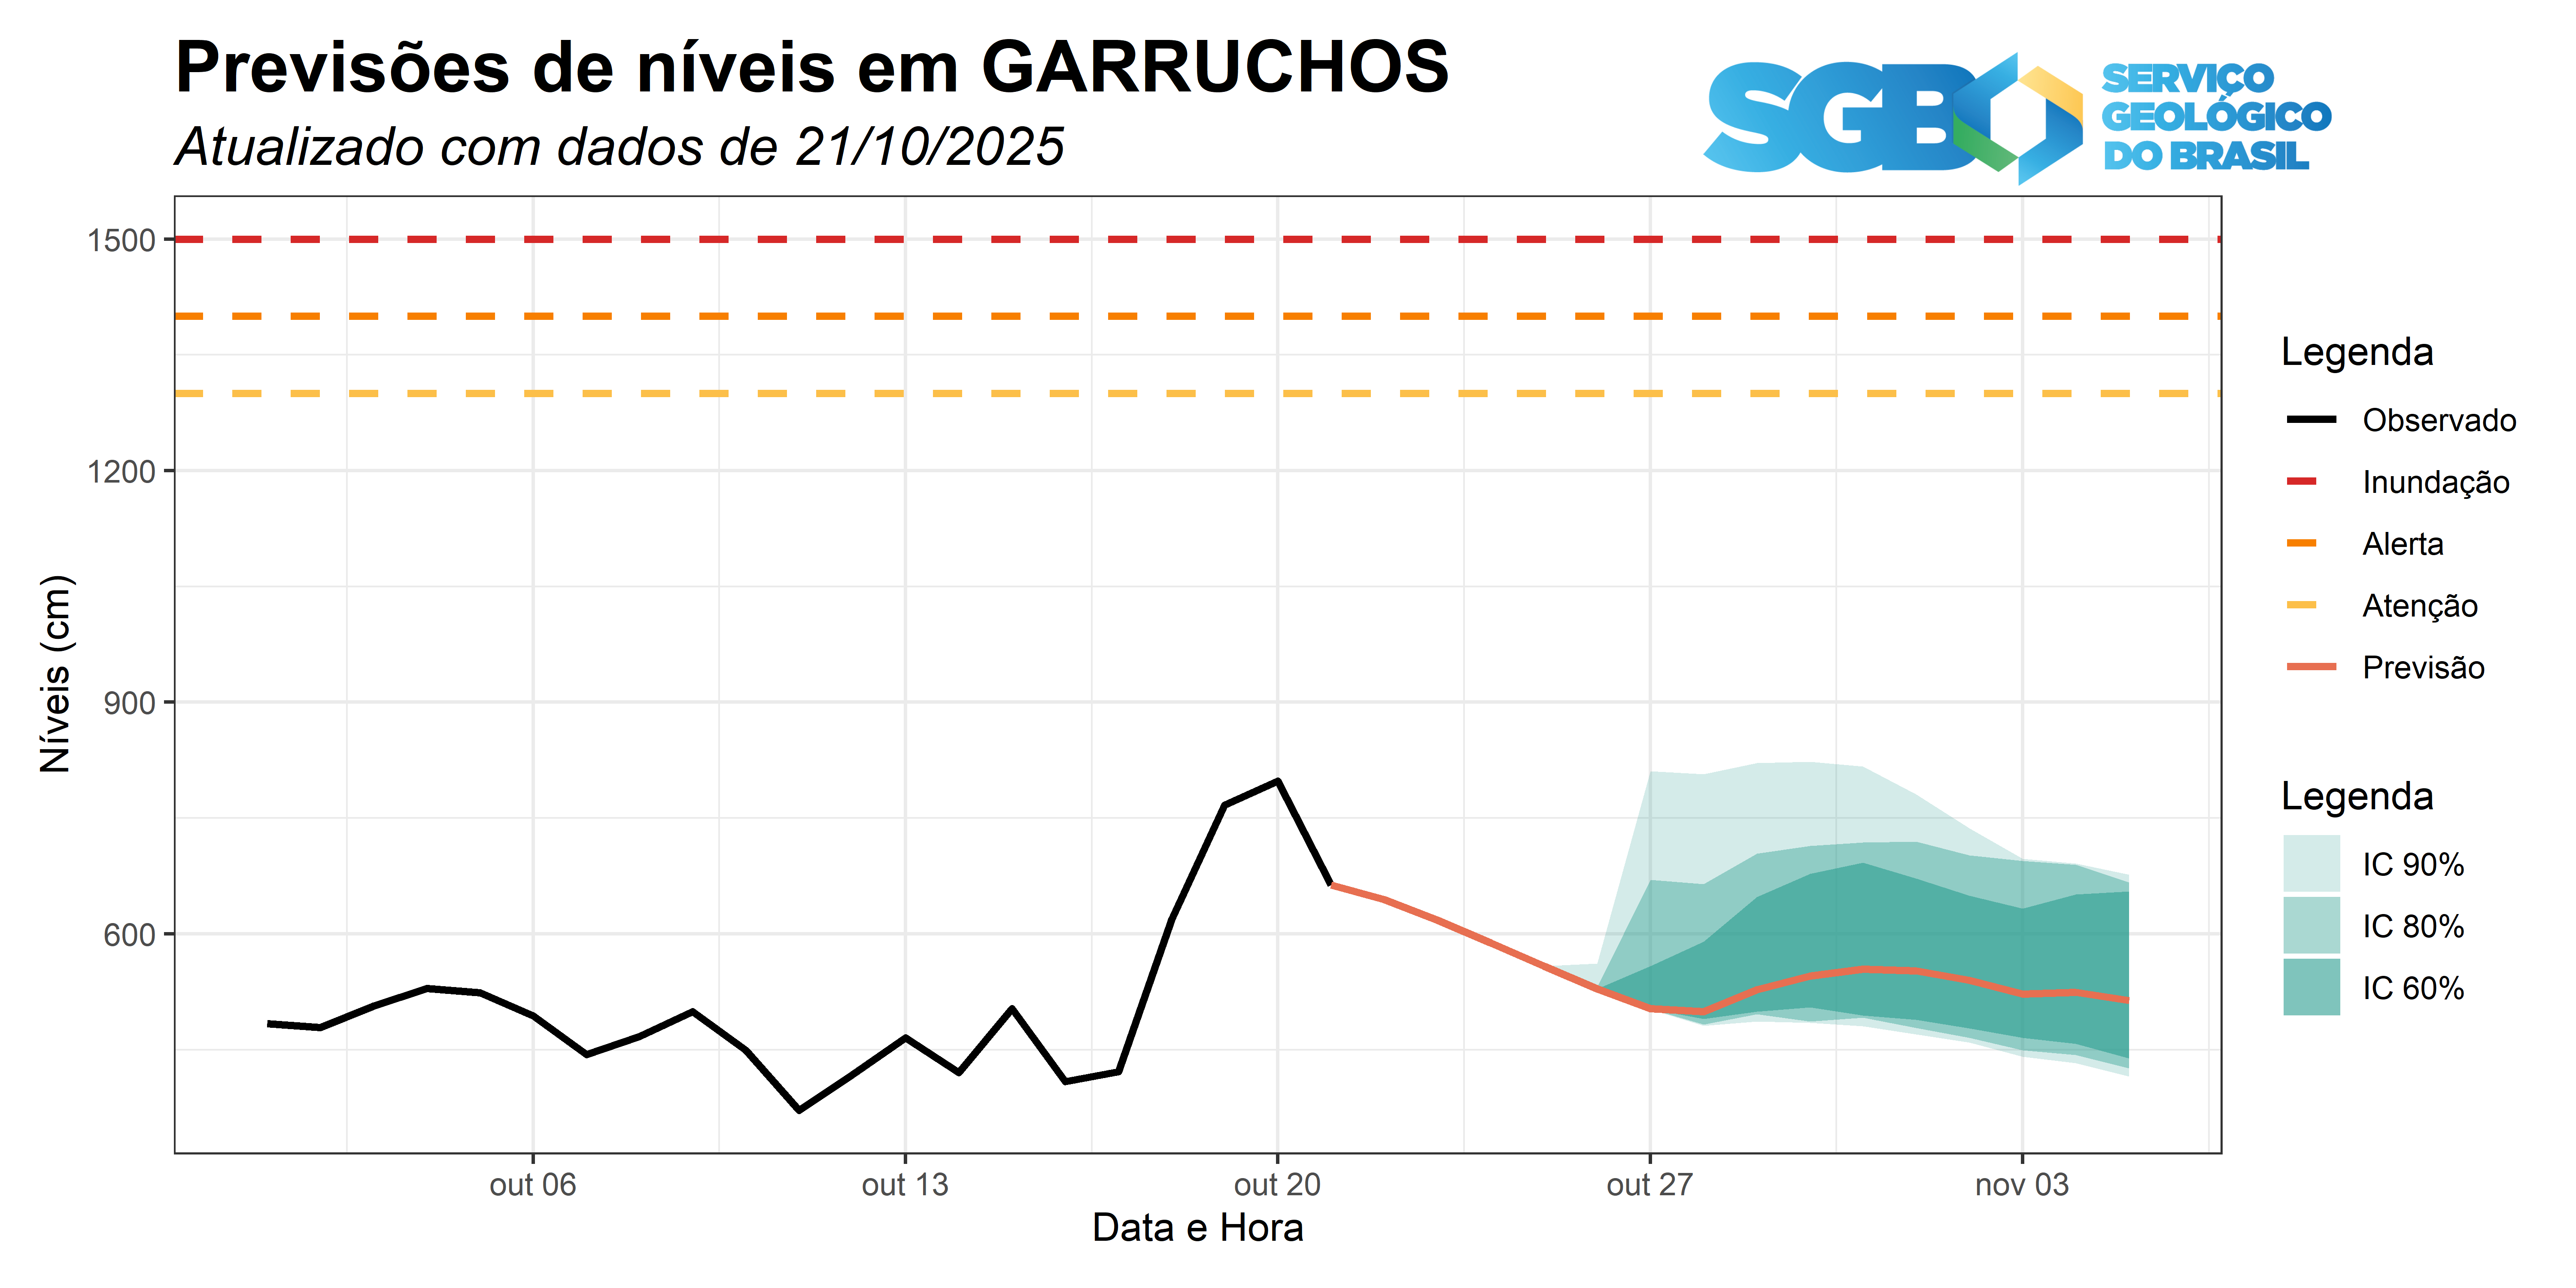 Previsões de níveis em GARRUCHOS
Atualizado com dados de 21/10/2025
SGB
SERVIÇO
GEOLÓGICO
DO BRASIL
1500
1200
900
600
Níveis (cm)
out 06
out 13
out 20
out 27
nov 03
Data e Hora
Legenda
Observado
Inundação
Alerta
Atenção
Previsão
Legenda
IC 90%
IC 80%
IC 60%